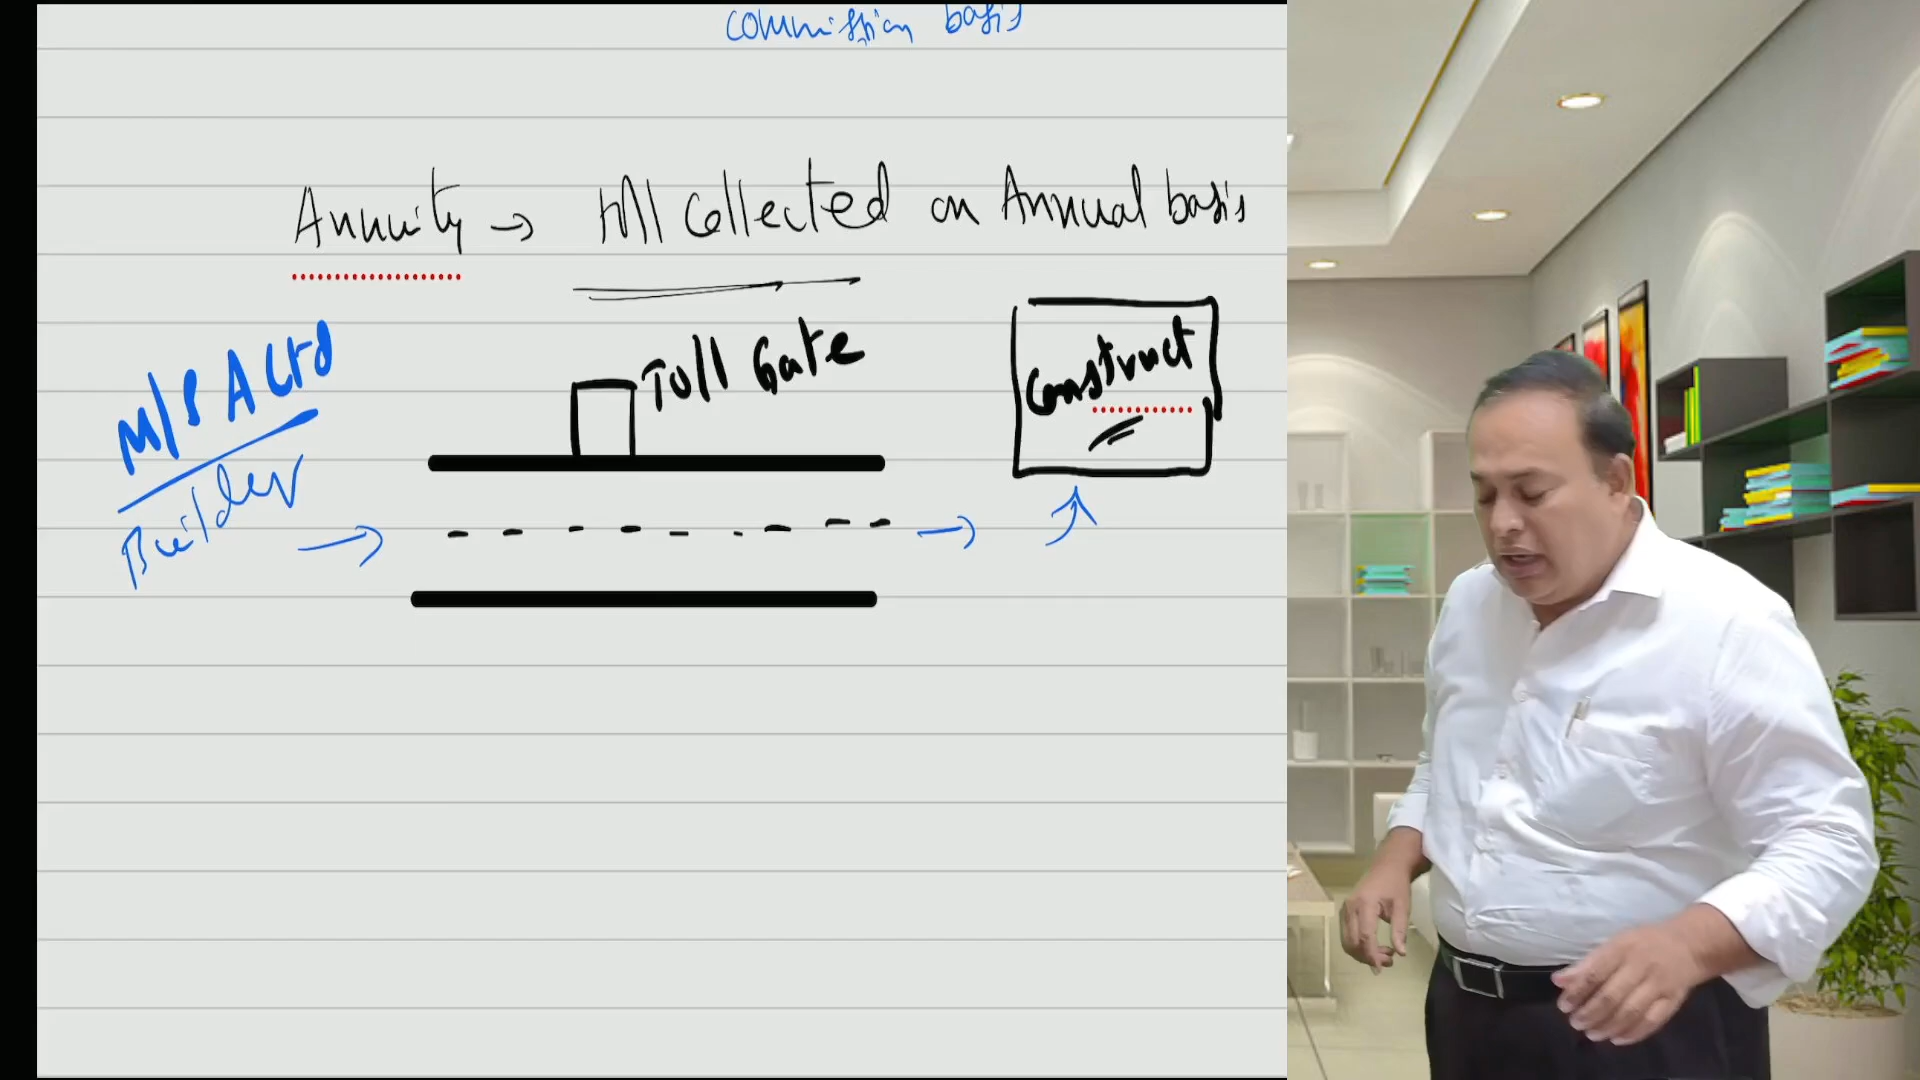 commission basis
Annuity → toll collected on Annual basis
M/S A Ltd
Builder
Toll Gate
Construct